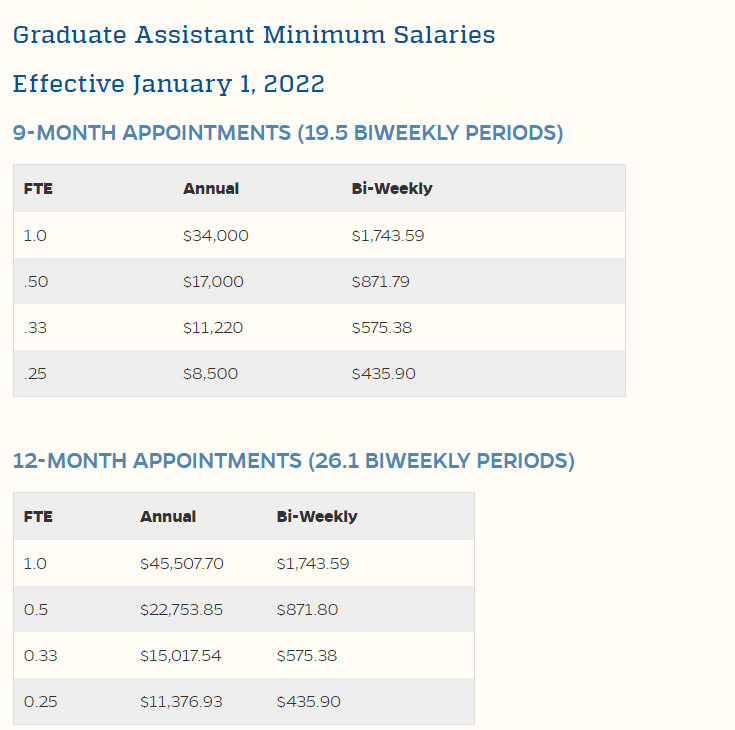 Graduate Assistant Minimum Salaries
Effective January 1, 2022
9-MONTH APPOINTMENTS (19.5 BIWEEKLY PERIODS)
FTE Annual Bi-Weekly
1.0 $34,000 $1,743.59
.50 $17,000 $871.79
.33 $11,220 $575.38
.25 $8,500 $435.90
12-MONTH APPOINTMENTS (26.1 BIWEEKLY PERIODS)
FTE Annual Bi-Weekly
1.0 $45,507.70 $1,743.59
0.5 $22,753.85 $871.80
0.33 $15,017.54 $575.38
0.25 $11,376.93 $435.90